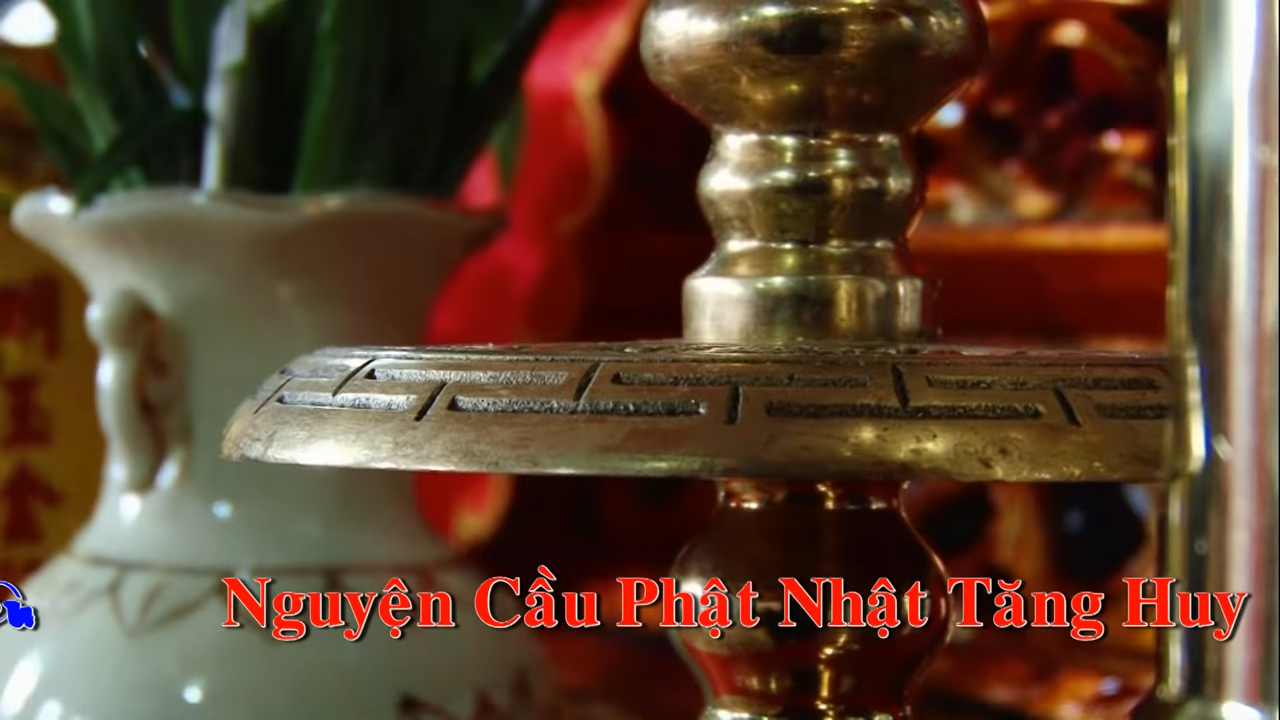 Nguyện Cầu Phật Nhật Tăng Huy